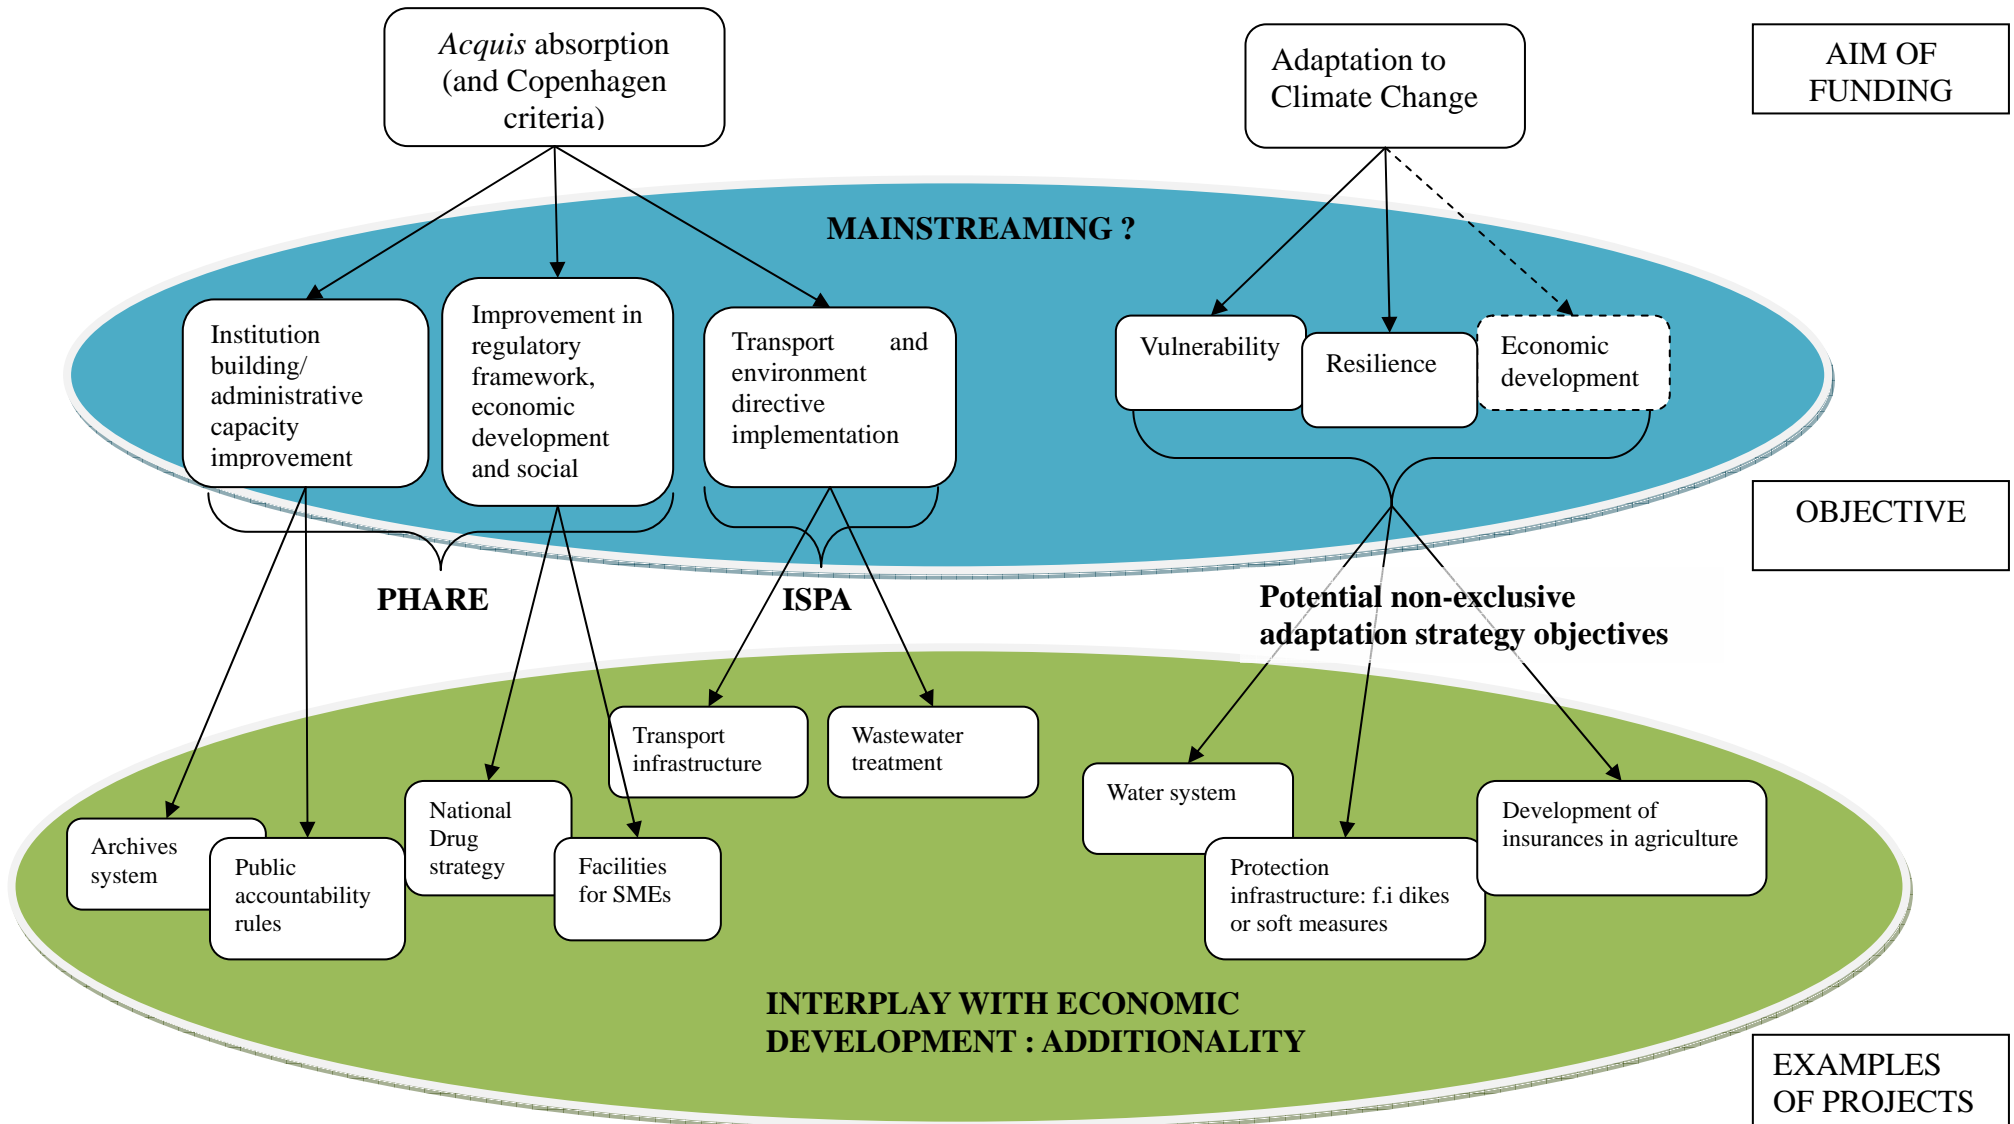 Acquis absorption
(and Copenhagen
criteria)
Adaptation to
Climate Change
AIM OF
FUNDING
MAINSTREAMING ?
Institution
building/
administrative
capacity
improvement
Improvement in
regulatory
framework,
economic
development
and social
Transport and
environment
directive
implementation
Vulnerability
Resilience
Economic
development
OBJECTIVE
PHARE
ISPA
Potential non-exclusive
adaptation strategy objectives
Archives
system
Public
accountability
rules
National
Drug
strategy
Facilities
for SMEs
Transport
infrastructure
Wastewater
treatment
Water system
Protection
infrastructure: f.i dikes
or soft measures
Development of
insurances in agriculture
INTERPLAY WITH ECONOMIC
DEVELOPMENT : ADDITIONALITY
EXAMPLES
OF PROJECTS